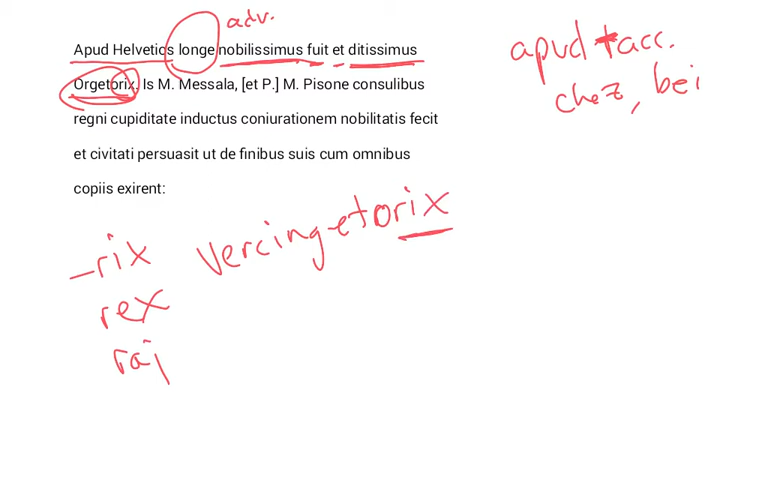 adv.
Apud Helvetios longe nobilissimus fuit et ditissimus
Orgetorix. Is M. Messala, [et P.] M. Pisone consulibus
regni cupiditate inductus coniurationem nobilitatis fecit
et civitati persuasit ut de finibus suis cum omnibus
copiis exirent:
apud + acc.
chez, bei
-rix vercingetorix
rex
raj